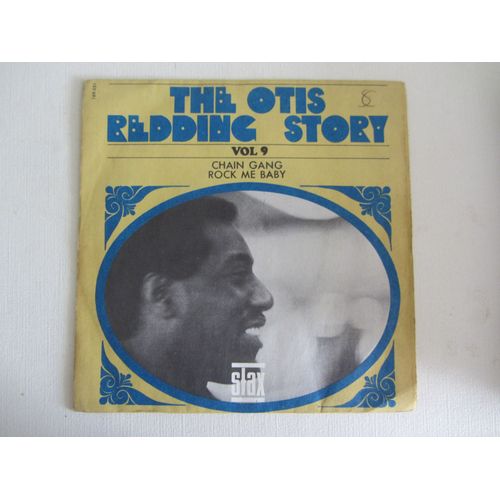 THE OTIS
REDDING STORY
VOL 9
CHAIN GANG
ROCK ME BABY
stax